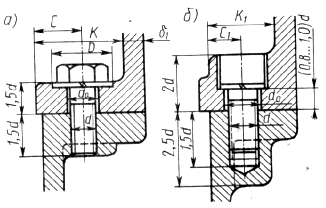 а)
C
K
D
δ₁
1,5d
1,5d
d₀
d
б)
K₁
C₁
2d
2,5d
1,5d
d₀
d
(0,8...1,0)d